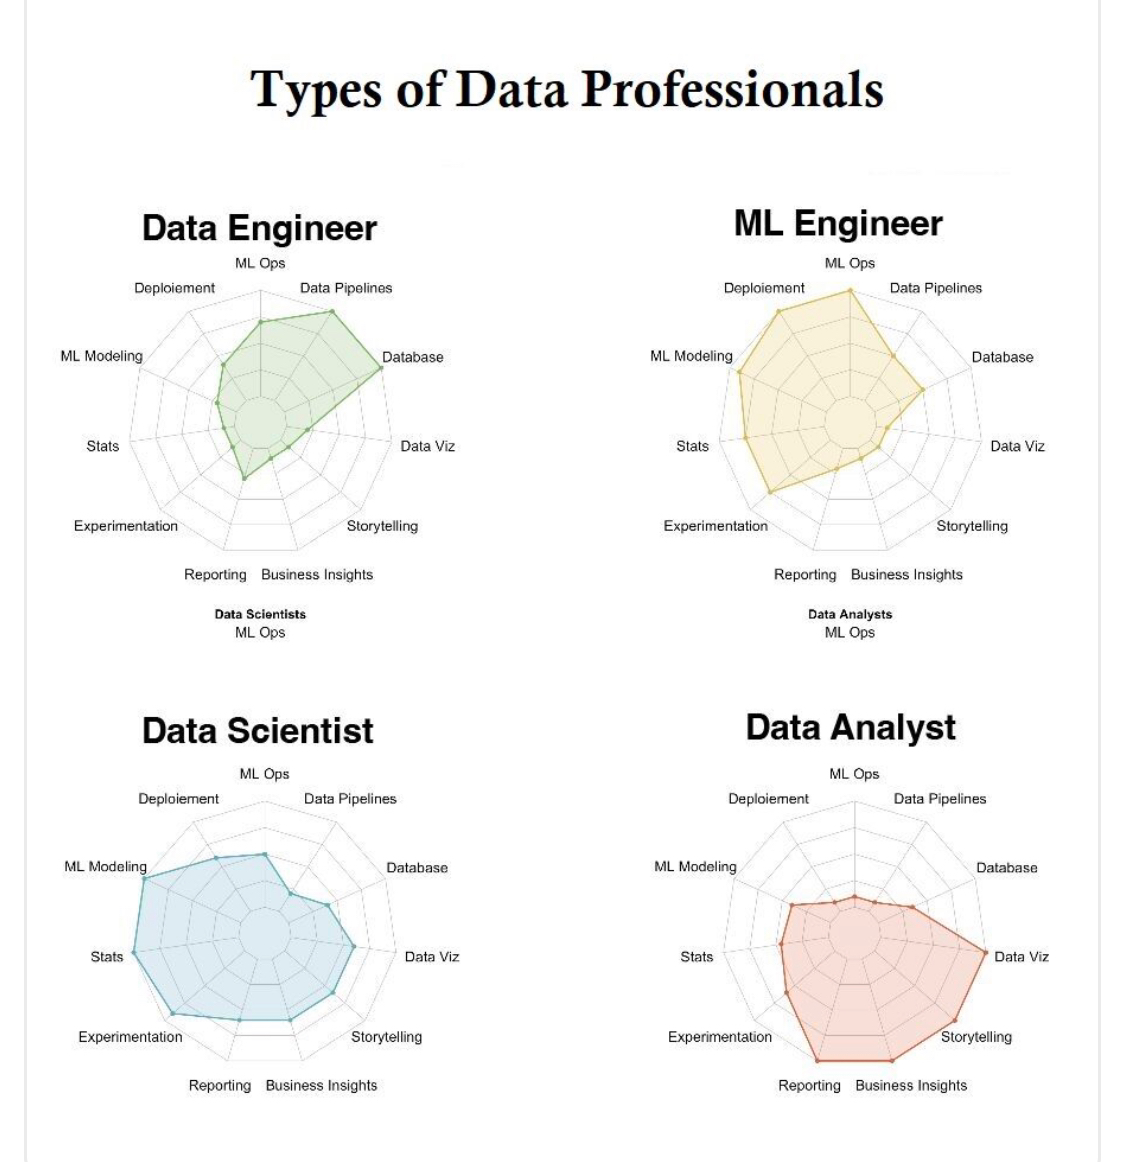 Types of Data Professionals
Data Engineer
ML Ops
Deploiement
Data Pipelines
ML Modeling
Database
Stats
Data Viz
Experimentation
Storytelling
Reporting
Business Insights
Data Scientists
ML Ops
ML Engineer
ML Ops
Deploiement
Data Pipelines
ML Modeling
Database
Stats
Data Viz
Experimentation
Storytelling
Reporting
Business Insights
Data Analysts
ML Ops
Data Scientist
ML Ops
Deploiement
Data Pipelines
ML Modeling
Database
Stats
Data Viz
Experimentation
Storytelling
Reporting
Business Insights
Data Analyst
ML Ops
Deploiement
Data Pipelines
ML Modeling
Database
Stats
Data Viz
Experimentation
Storytelling
Reporting
Business Insights